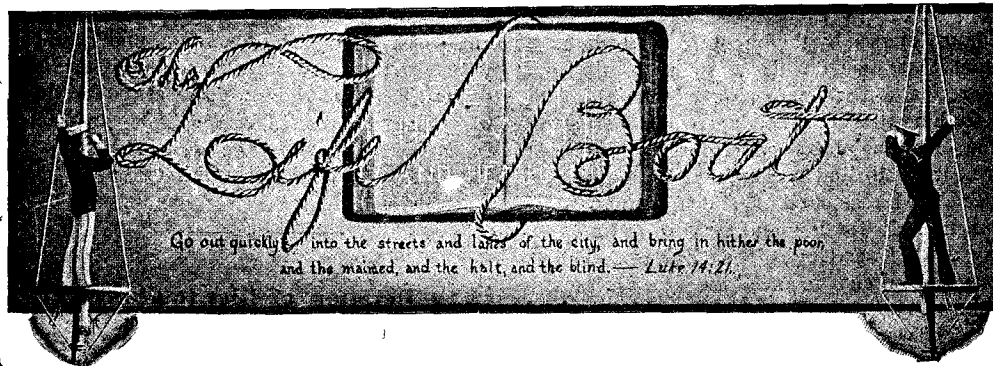 The
Life Boat
Go out quickly into the streets and lanes of the city, and bring in hither the poor,
and the maimed, and the halt, and the blind.— Luke 14:21.